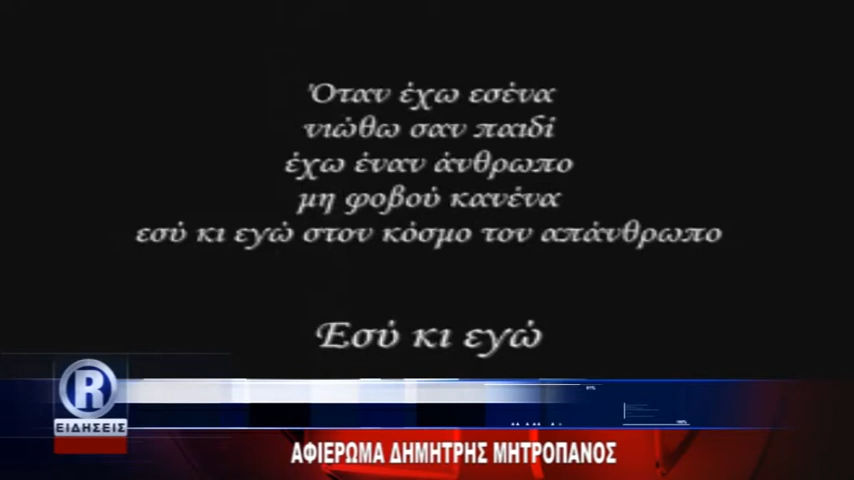 Όταν έχω εσένα
νιώθω σαν παιδί
έχω έναν άνθρωπο
μη φοβού κανένα
εσύ κι εγώ στον κόσμο τον απάνθρωπο
Εσύ κι εγώ
R
ΕΙΔΗΣΕΙΣ
ΑΦΙΕΡΩΜΑ ΔΗΜΗΤΡΗΣ ΜΗΤΡΟΠΑΝΟΣ